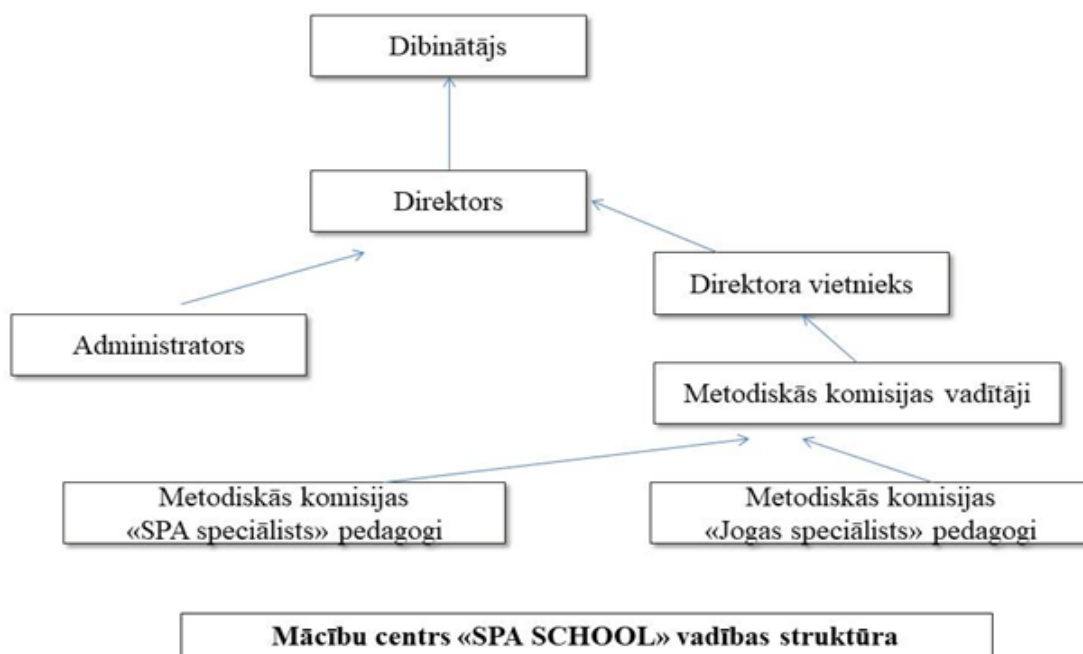 Dibinātājs
Direktors
Direktora vietnieks
Administrators
Metodiskās komisijas vadītāji
Metodiskās komisijas
«SPA speciālists» pedagogi
Metodiskās komisijas
«Jogas speciālists» pedagogi
Mācību centrs «SPA SCHOOL» vadības struktūra